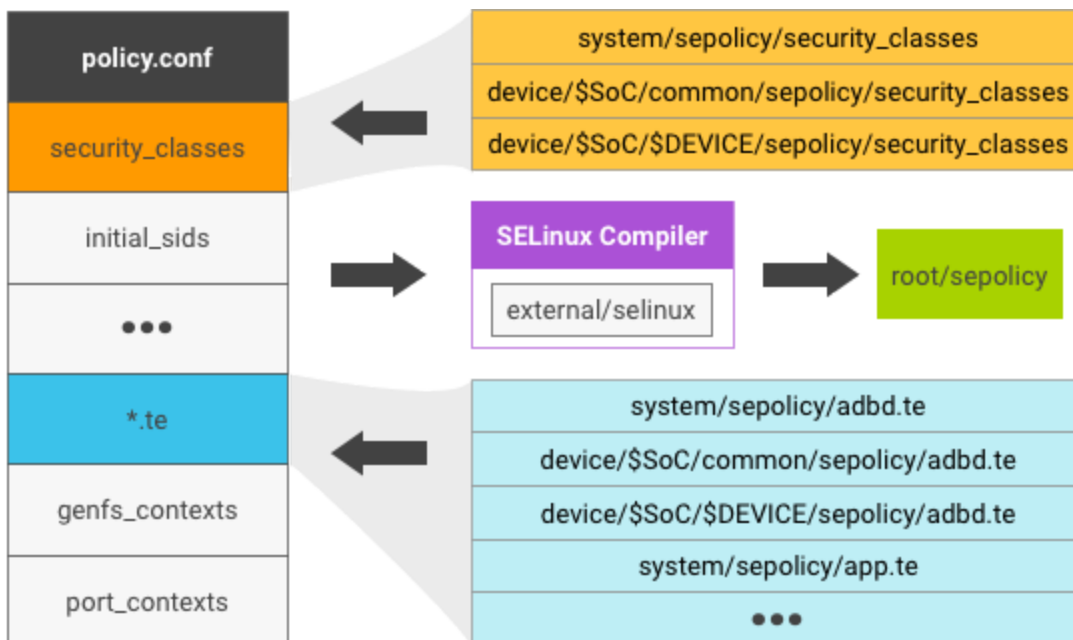 policy.conf
security_classes
initial_sids
•••
*.te
genfs_contexts
port_contexts
system/sepolicy/security_classes
device/$SoC/common/sepolicy/security_classes
device/$SoC/$DEVICE/sepolicy/security_classes
SELinux Compiler
external/selinux
root/sepolicy
system/sepolicy/adbd.te
device/$SoC/common/sepolicy/adbd.te
device/$SoC/$DEVICE/sepolicy/adbd.te
system/sepolicy/app.te
•••